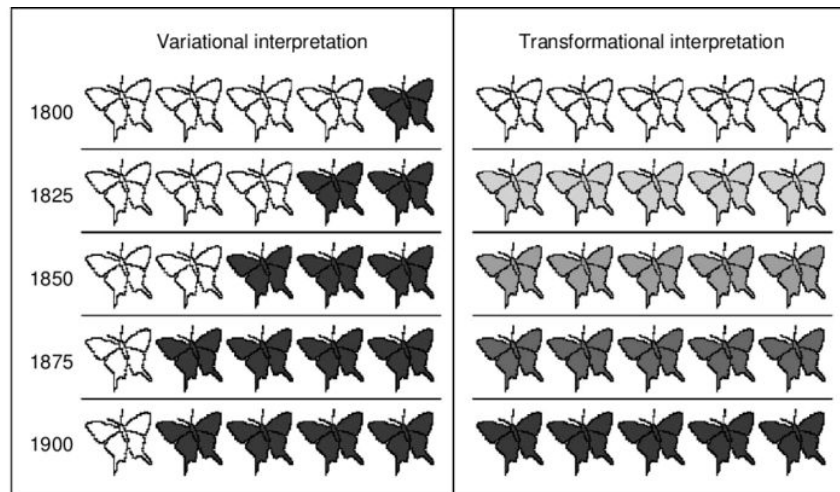 Variational interpretation
Transformational interpretation
1800
1825
1850
1875
1900